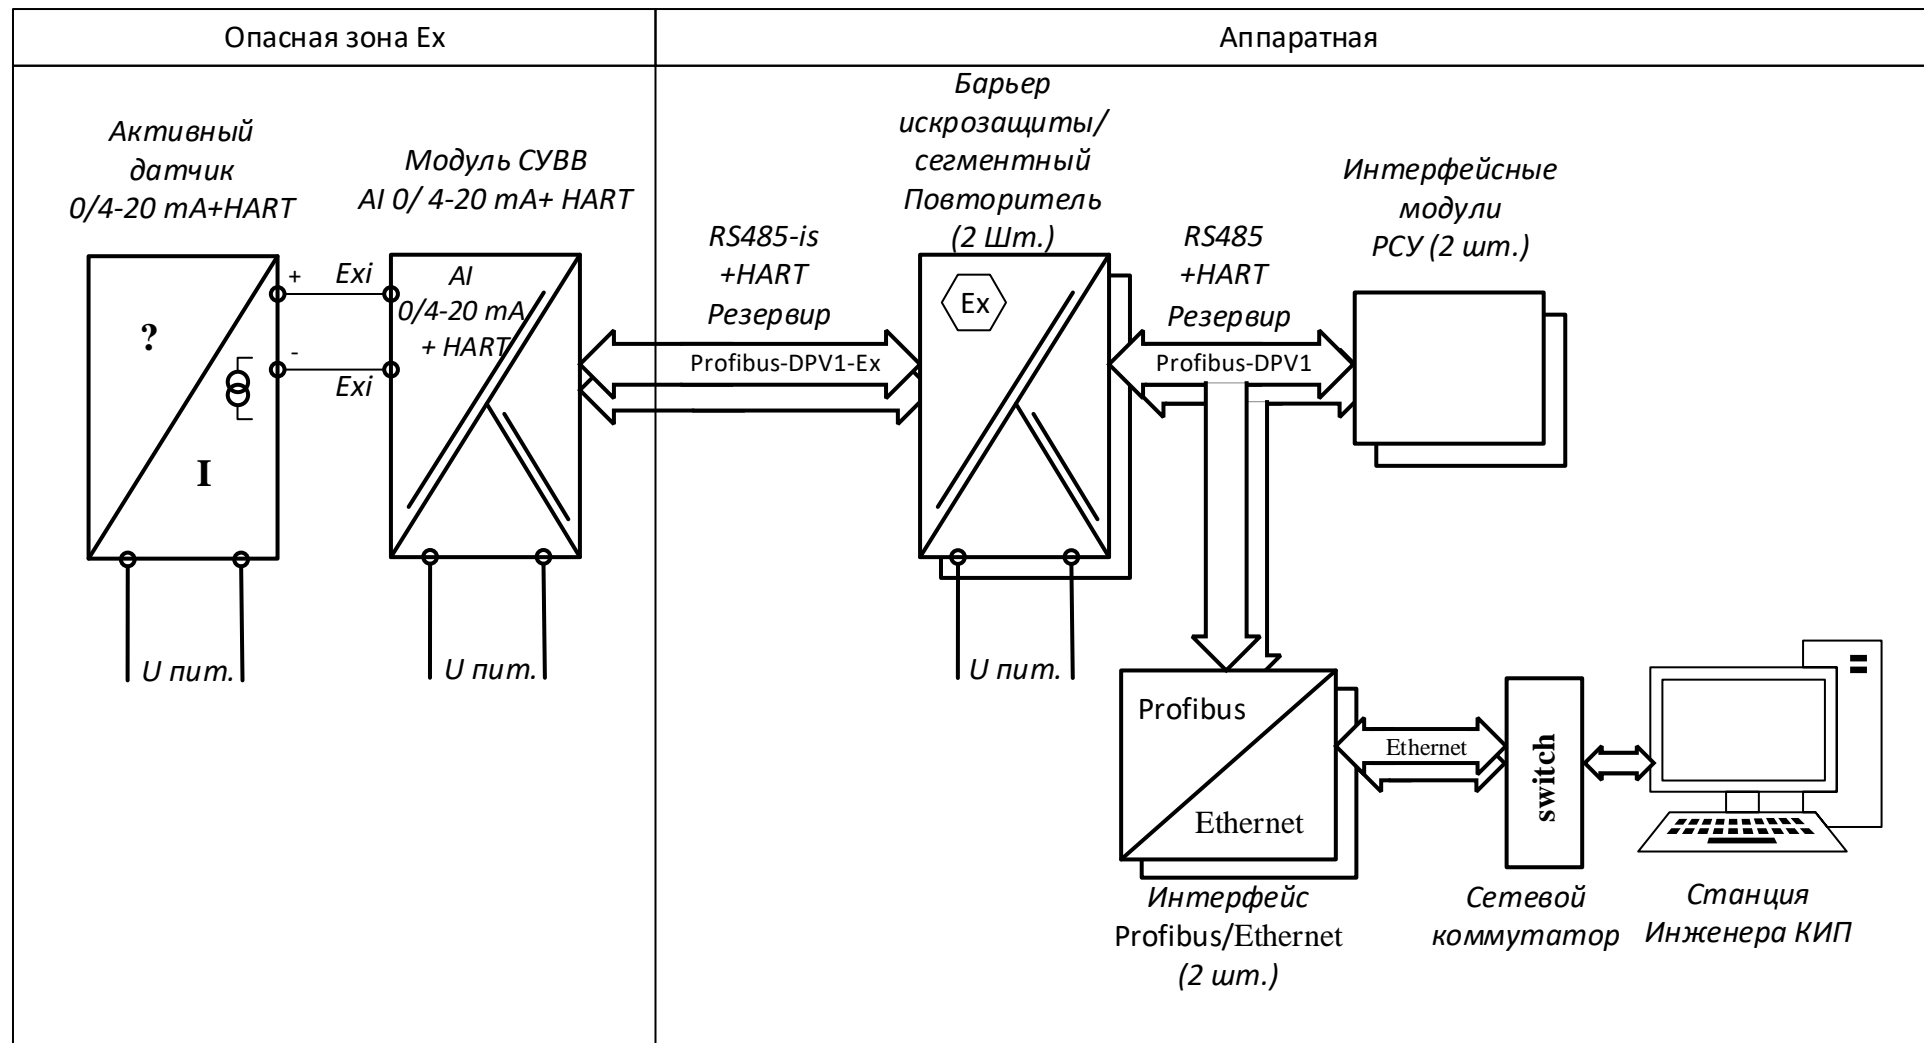 Опасная зона Ex
Аппаратная
Активный
датчик
0/4-20 mA+HART
Модуль СУВВ
AI 0/ 4-20 mA+ HART
Барьер
искрозащиты/
сегментный
Повторитель
(2 Шт.)
Интерфейсные
модули
РСУ (2 шт.)
RS485-is
+HART
Резервир
RS485
+HART
Резервир
?
I
+
Exi
-
Exi
AI
0/4-20 mA
+ HART
Profibus-DPV1-Ex
Ex
Profibus-DPV1
U пит.
U пит.
U пит.
Profibus
Ethernet
Ethernet
switch
Интерфейс
Profibus/Ethernet
(2 шт.)
Сетевой
коммутатор
Станция
Инженера КИП